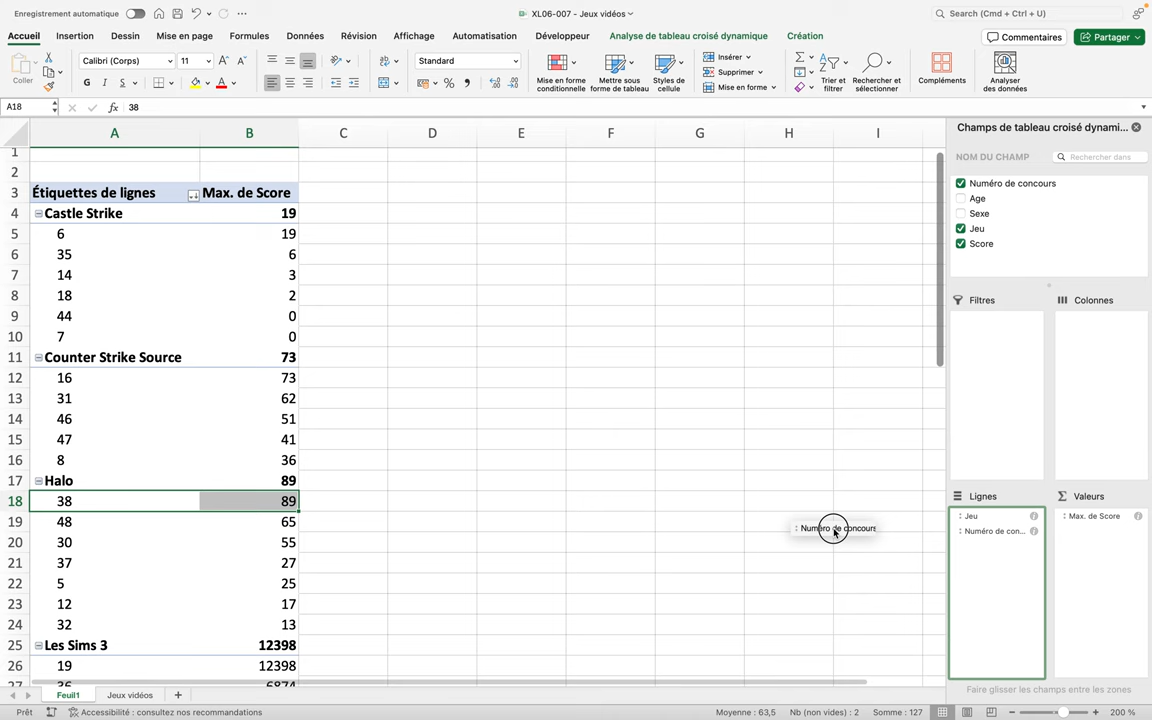 Enregistrement automatique
XL06-007 - Jeux vidéos
Search (Cmd + Ctrl + U)
Accueil Insertion Dessin Mise en page Formules Données Révision Affichage Automatisation Développeur Analyse de tableau croisé dynamique Création
Commentaires Partager
Coller
Calibri (Corps) 11
G I S
Standard
Mise en forme conditionnelle
Mettre sous forme de tableau
Styles de cellule
Insérer
Supprimer
Mise en forme
Trier et filtrer
Rechercher et sélectionner
Compléments
Analyser des données
A18 fx 38
A B C D E F G H I
1
2
3 Étiquettes de lignes Max. de Score
4 Castle Strike 19
5 6 19
6 35 6
7 14 3
8 18 2
9 44 0
10 7 0
11 Counter Strike Source 73
12 16 73
13 31 62
14 46 51
15 47 41
16 8 36
17 Halo 89
18 38 89
19 48 65
20 30 55
21 37 27
22 5 25
23 12 17
24 32 13
25 Les Sims 3 12398
26 19 12398
Numéro de concours
Champs de tableau croisé dynami...
NOM DU CHAMP
Rechercher dans
Numéro de concours
Age
Sexe
Jeu
Score
Filtres
Colonnes
Lignes
Valeurs
Jeu
Max. de Score
Numéro de con...
Faire glisser les champs entre les zones
Feuil1 Jeux vidéos +
Prêt Accessibilité : consultez nos recommandations Moyenne : 63,5 Nb (non vides) : 2 Somme : 127 200 %